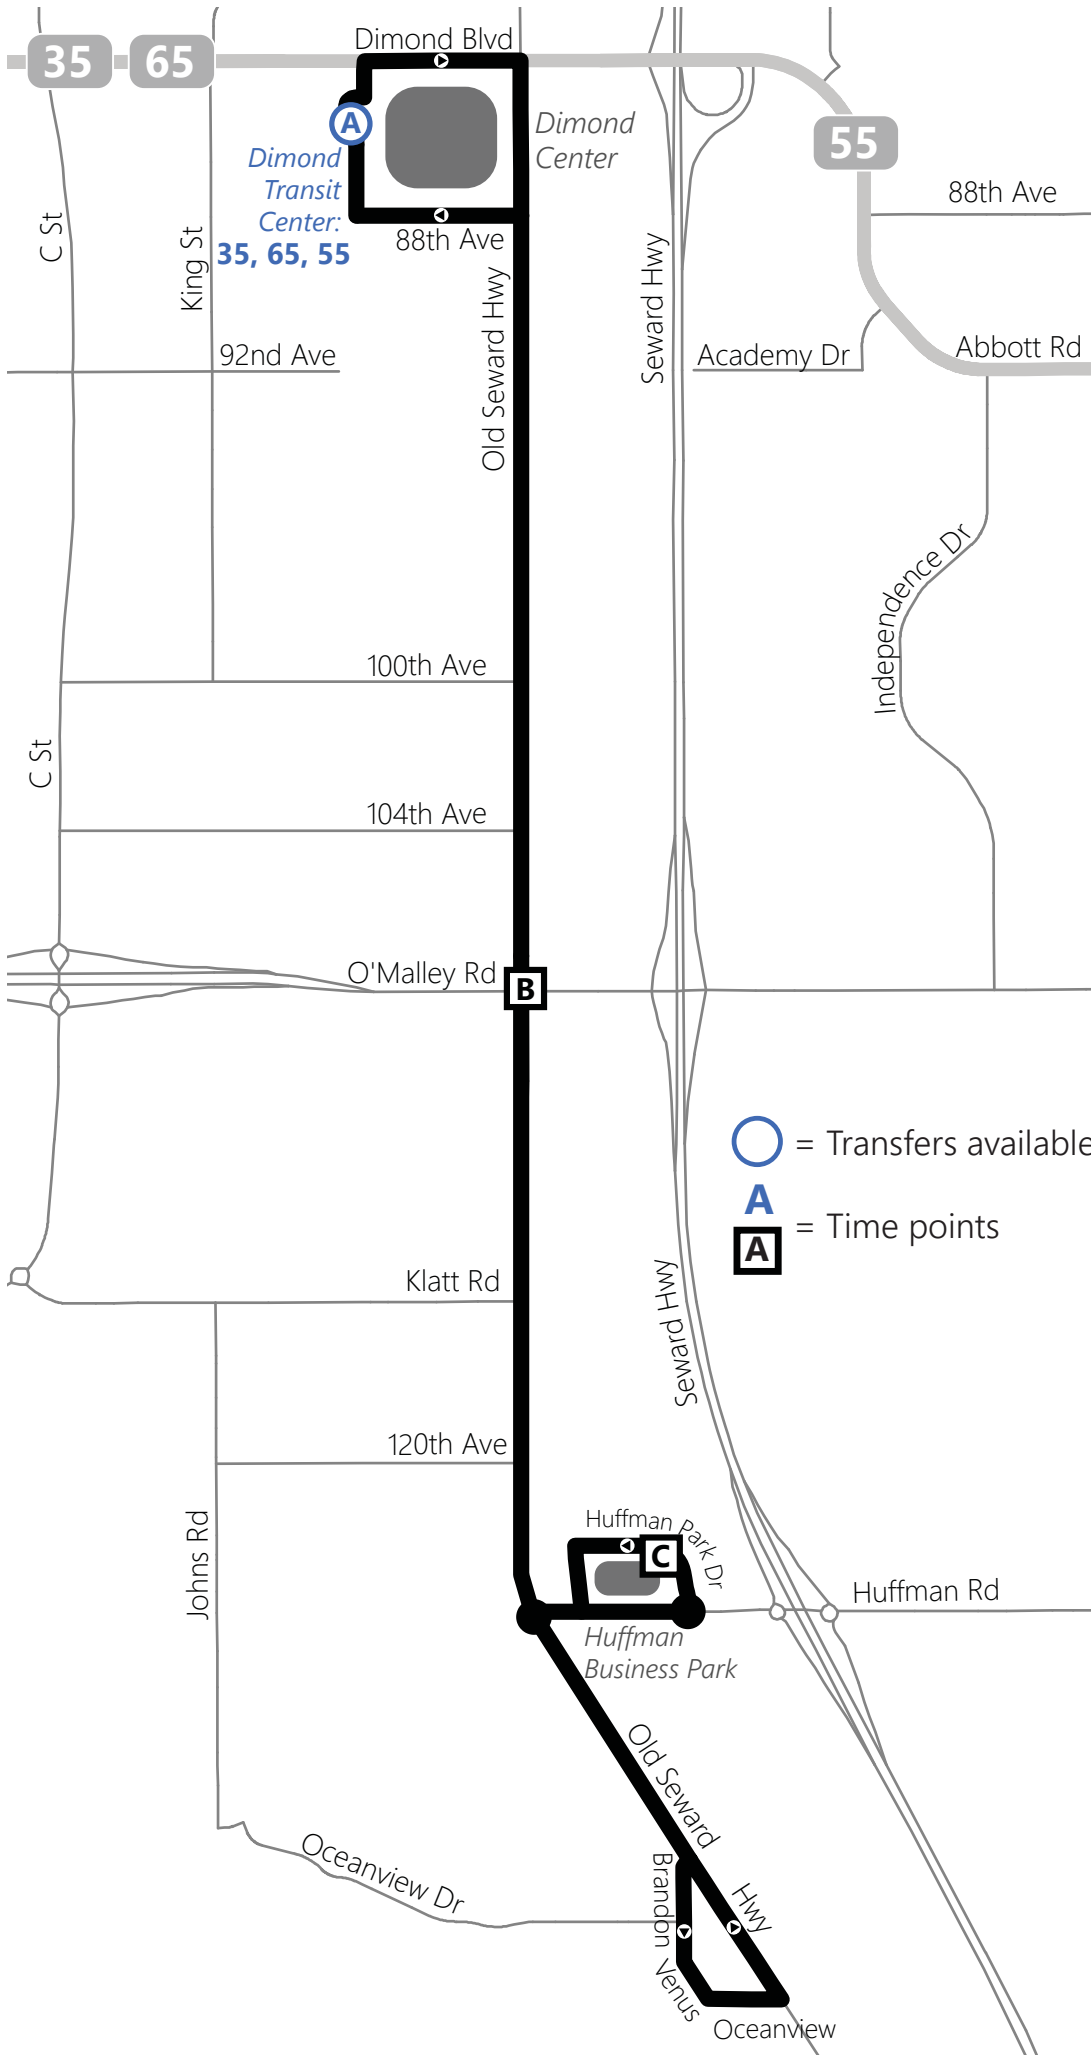 Dimond Blvd
35
65
A
Dimond
Center
55
Dimond
Transit
Center:
35, 65, 55
88th Ave
88th Ave
C St
King St
Old Seward Hwy
Seward Hwy
92nd Ave
Academy Dr
Abbott Rd
Independence Dr
100th Ave
C St
104th Ave
O'Malley Rd
B
= Transfers available
A
A
= Time points
Klatt Rd
Seward Hwy
120th Ave
Johns Rd
Huffman Park Dr
C
Huffman Rd
Huffman
Business Park
Old Seward Hwy
Oceanview Dr
Brandon
Venus
Oceanview